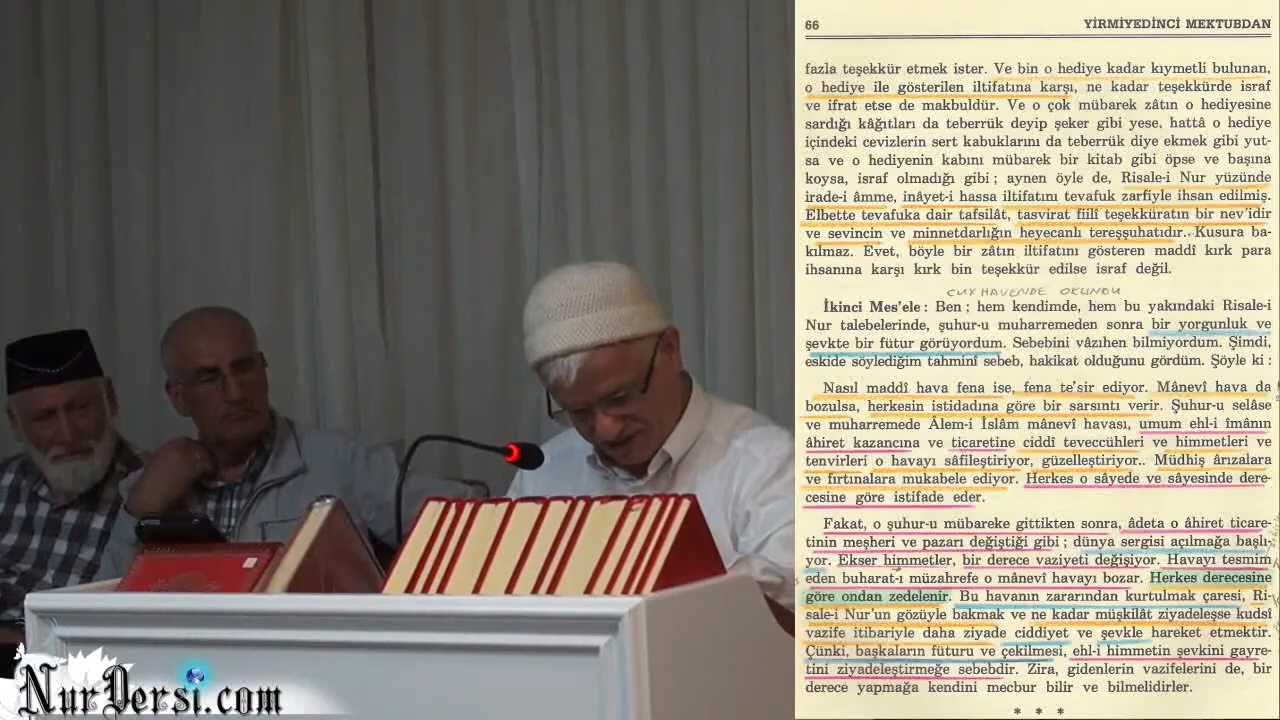 66 YİRMİYEDİNCİ MEKTUBDAN
fazla teşekkür etmek ister. Ve bin o hediye kadar kıymetli bulunan,
o hediye ile gösterilen iltifatına karşı, ne kadar teşekkürde israf
ve ifrat etse de makbuldür. Ve o çok mübarek zâtın o hediyesine
sardığı kâğıtları da teberrük deyip şeker gibi yese, hattâ o hediye
içindeki cevizlerin sert kabuklarını da teberrük diye ekmek gibi yut-
sa ve o hediyenin kabını mübarek bir kitab gibi öpse ve başına
koysa, israf olmadığı gibi; aynen öyle de, Risale-i Nur yüzünde
irade-i âmme, inâyet-i hassa iltifatını tevafuk zarfiyle ihsan edilmiş.
Elbette tevafuka dair tafsilât, tasvirat fiilî teşekküratın bir nev'idir
ve sevincin ve minnetdarlığın heyecanlı tereşşuhatıdır. Kusura ba-
kılmaz. Evet, böyle bir zâtın iltifatını gösteren maddî kırk para
ihsanına karşı kırk bin teşekkür edilse israf değil.
CUXHAVENDE OKUNDU
İkinci Mes'ele: Ben; hem kendimde, hem bu yakındaki Risale-i
Nur talebelerinde, şuhur-u muharremeden sonra bir yorgunluk ve
şevkte bir fütur görüyordum. Sebebini vâzıhen bilmiyordum. Şimdi,
eskide söylediğim tahminî sebeb, hakikat olduğunu gördüm. Şöyle ki:
Nasıl maddî hava fena ise, fena te'sir ediyor. Mânevî hava da
bozulsa, herkesin istidadına göre bir sarsıntı verir. Şuhur-u selâse
ve muharremede Âlem-i İslâm mânevî havası, umum ehl-i îmânın
âhiret kazancına ve ticaretine ciddî teveccühleri ve himmetleri ve
tenvirleri o havayı sâfileştiriyor, güzelleştiriyor.. Müdhiş ârızalara
ve fırtınalara mukabele ediyor. Herkes o sâyede ve sâyesinde dere-
cesine göre istifade eder.
Fakat, o şuhur-u mübareke gittikten sonra, âdeta o âhiret ticare-
tinin meşheri ve pazarı değiştiği gibi; dünya sergisi açılmağa başlı-
yor. Ekser himmetler, bir derece vaziyeti değişiyor. Havayı tesmim
eden buharat-ı müzahrefe o mânevî havayı bozar. Herkes derecesine
göre ondan zedelenir. Bu havanın zararından kurtulmak çaresi, Ri-
sale-i Nur'un gözüyle bakmak ve ne kadar müşkilât ziyadeleşse kudsî
vazife itibariyle daha ziyade ciddiyet ve şevkle hareket etmektir.
Çünki, başkaların füturu ve çekilmesi, ehl-i himmetin şevkini gayre-
tini ziyadeleştirmeğe sebebdir. Zira, gidenlerin vazifelerini de, bir
derece yapmağa kendini mecbur bilir ve bilmelidirler.
* * *
NurDersi.com